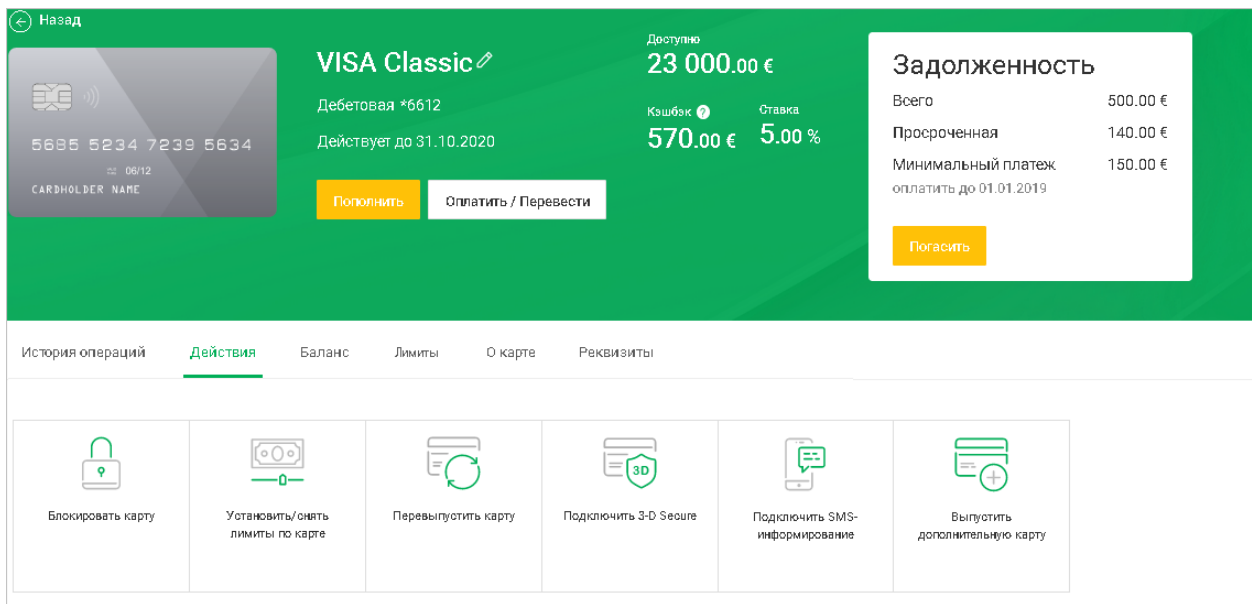 Назад
VISA Classic
Дебетовая *6612
Действует до 31.10.2020
Пополнить
Оплатить / Перевести
5695 5234 7239 5634
06/12
CARDHOLDER NAME
Доступно
23 000.00 €
Кэшбэк ?
Ставка
570.00 €
5.00 %
Задолженность
Всего 500.00 €
Просроченная 140.00 €
Минимальный платеж 150.00 €
оплатить до 01.01.2019
Погасить
История операций Действия Баланс Лимиты О карте Реквизиты
Блокировать карту
Установить/снять
лимиты по карте
Перевыпустить карту
3D
Подключить 3-D Secure
Подключить SMS-
информирование
Выпустить
дополнительную карту